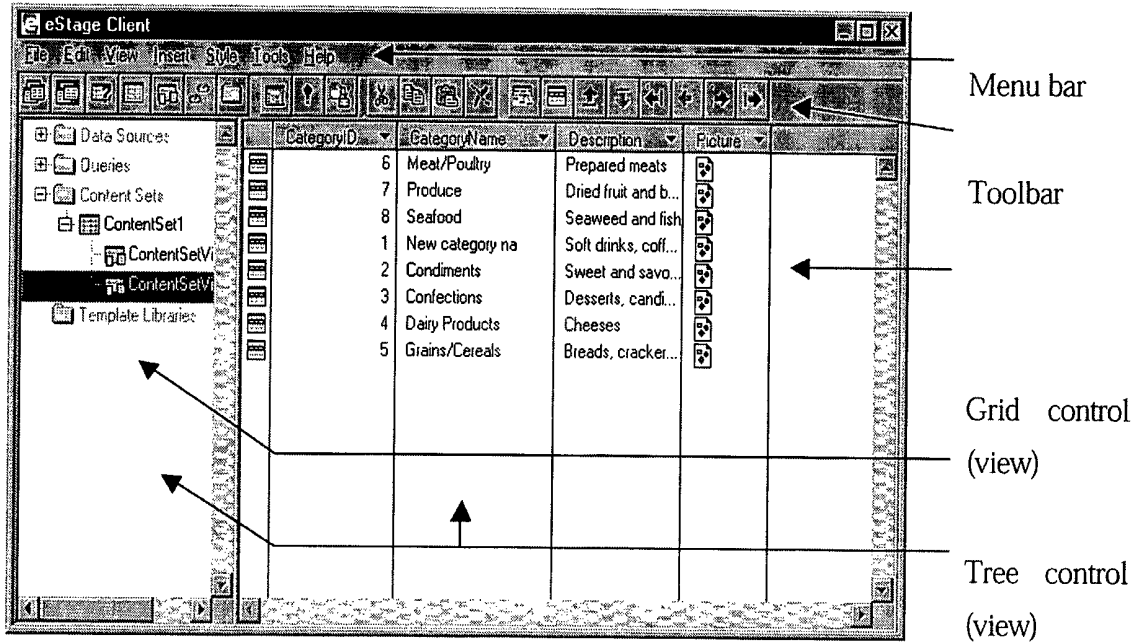 eStage Client
File Edit View Insert Style Tools Help
Menu bar
Toolbar
Data Sources
Queries
Content Sets
ContentSet1
ContentSetVi
ContentSetVi
Template Libraries
CategoryID CategoryName Description Picture
6 Meat/Poultry Prepared meats
7 Produce Dried fruit and b...
8 Seafood Seaweed and fish
1 New category na Soft drinks, coff...
2 Condiments Sweet and savo...
3 Confections Desserts, candi...
4 Dairy Products Cheeses
5 Grains/Cereals Breads, cracker...
Grid control
(view)
Tree control
(view)